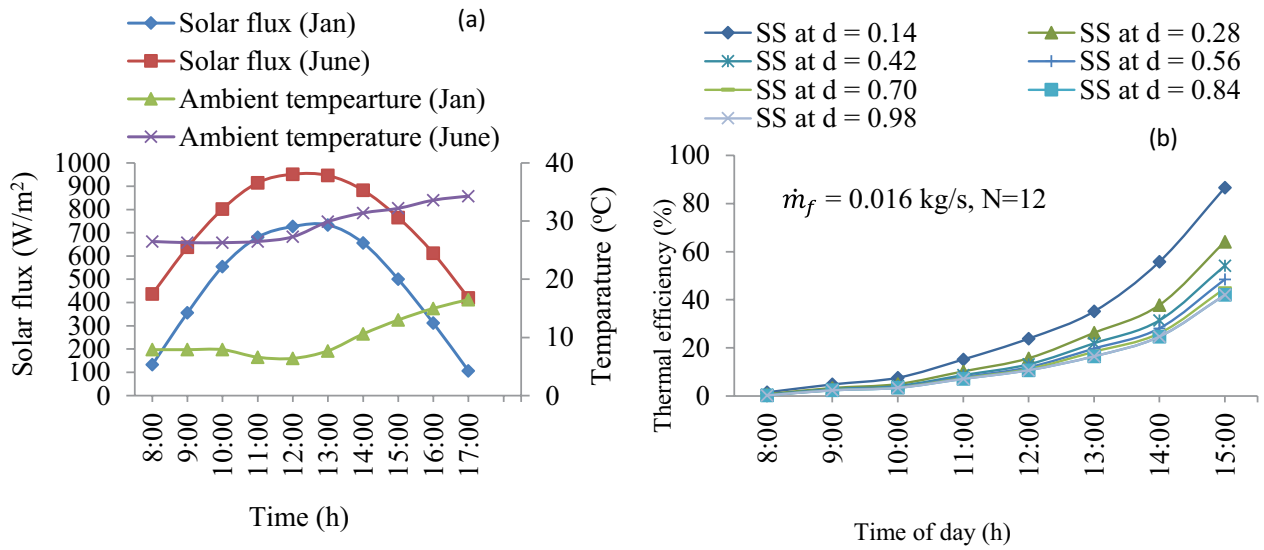 (a)
Solar flux (Jan)
Solar flux (June)
Ambient tempearture (Jan)
Ambient temperature (June)
Solar flux (W/m²)
1000
900
800
700
600
500
400
300
200
100
0
40
30
20
10
0
Temparature (°C)
8:00
9:00
10:00
11:00
12:00
13:00
14:00
15:00
16:00
17:00
Time (h)
SS at d = 0.14
SS at d = 0.28
SS at d = 0.42
SS at d = 0.56
SS at d = 0.70
SS at d = 0.84
SS at d = 0.98
(b)
ṁ_f = 0.016 kg/s, N=12
Thermal efficiency (%)
100
80
60
40
20
0
8:00
9:00
10:00
11:00
12:00
13:00
14:00
15:00
Time of day (h)